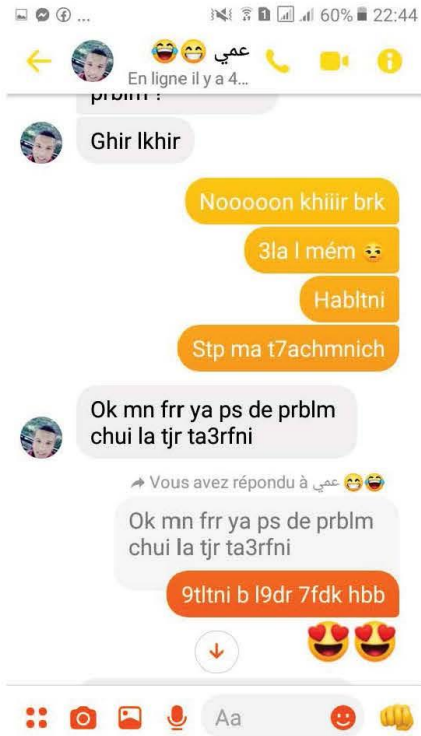 ... 60% 22:44
عمي
En ligne il y a 4...
prblm !
Ghir lkhir
Nooooon khiiir brk
3la l mém
Habltni
Stp ma t7achmnich
Ok mn frr ya ps de prblm
chui la tjr ta3rfni
Vous avez répondu à عمي
Ok mn frr ya ps de prblm
chui la tjr ta3rfni
9tltni b l9dr 7fdk hbb
Aa